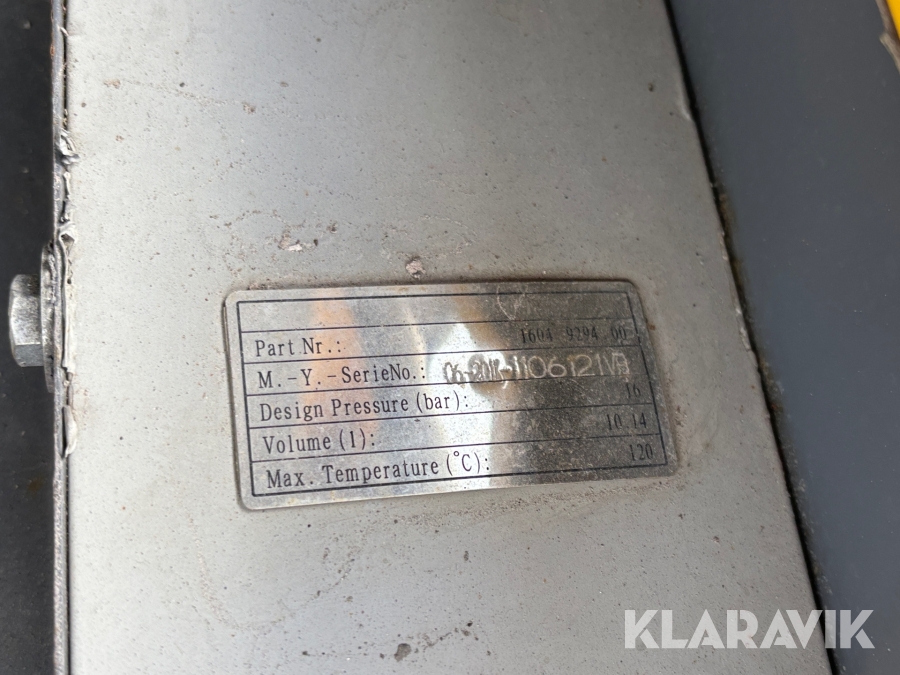 Part Nr.: 1604 9294 00
M.-Y.-SerieNo.:
Design Pressure (bar): 16
Volume (l): 10.14
Max. Temperature (°C): 120
KLARAVIK